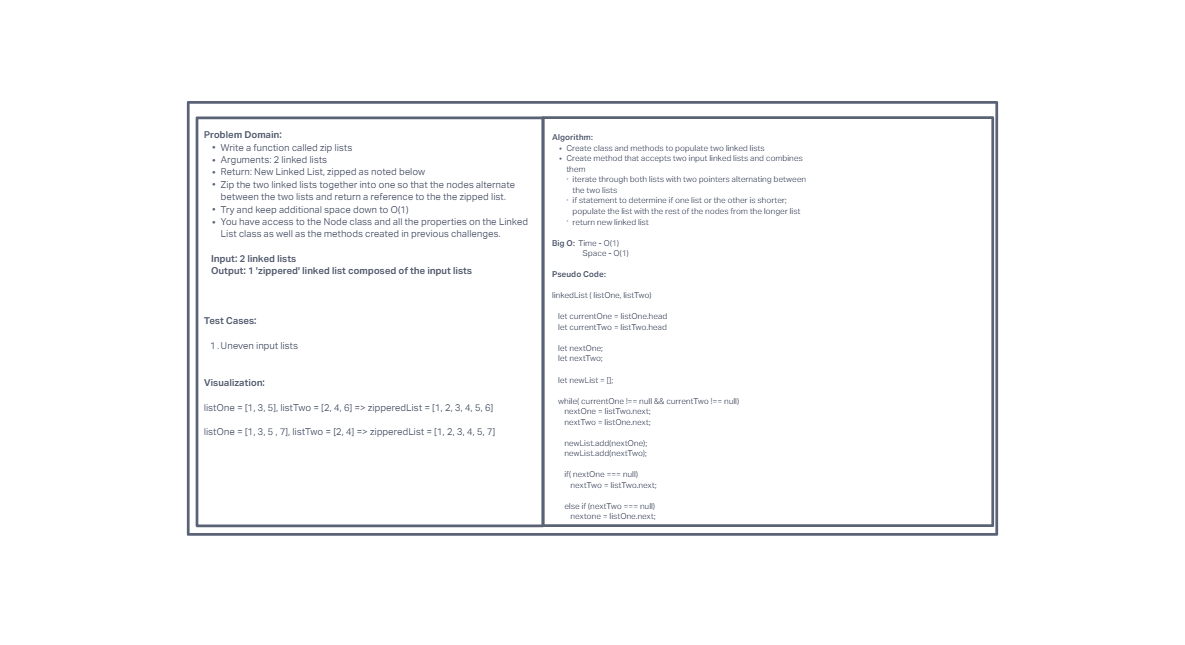 Problem Domain:
• Write a function called zip lists
• Arguments: 2 linked lists
• Return: New Linked List, zipped as noted below
• Zip the two linked lists together into one so that the nodes alternate
between the two lists and return a reference to the the zipped list.
• Try and keep additional space down to O(1)
• You have access to the Node class and all the properties on the Linked
List class as well as the methods created in previous challenges.
Input: 2 linked lists
Output: 1 'zippered' linked list composed of the input lists
Test Cases:
1. Uneven input lists
Visualization:
listOne = [1, 3, 5], listTwo = [2, 4, 6] => zipperedList = [1, 2, 3, 4, 5, 6]
listOne = [1, 3, 5 , 7], listTwo = [2, 4] => zipperedList = [1, 2, 3, 4, 5, 7]
Algorithm:
• Create class and methods to populate two linked lists
• Create method that accepts two input linked lists and combines
them
◦ iterate through both lists with two pointers alternating between
the two lists
◦ if statement to determine if one list or the other is shorter;
populate the list with the rest of the nodes from the longer list
◦ return new linked list
Big O: Time - O(1)
Space - O(1)
Pseudo Code:
linkedList ( listOne, listTwo)
let currentOne = listOne.head
let currentTwo = listTwo.head
let nextOne;
let nextTwo;
let newList = [];
while( currentOne !== null && currentTwo !== null)
nextOne = listTwo.next;
nextTwo = listOne.next;
newList.add(nextOne);
newList.add(nextTwo);
if( nextOne === null)
nextTwo = listTwo.next;
else if (nextTwo === null)
nextone = listOne.next;